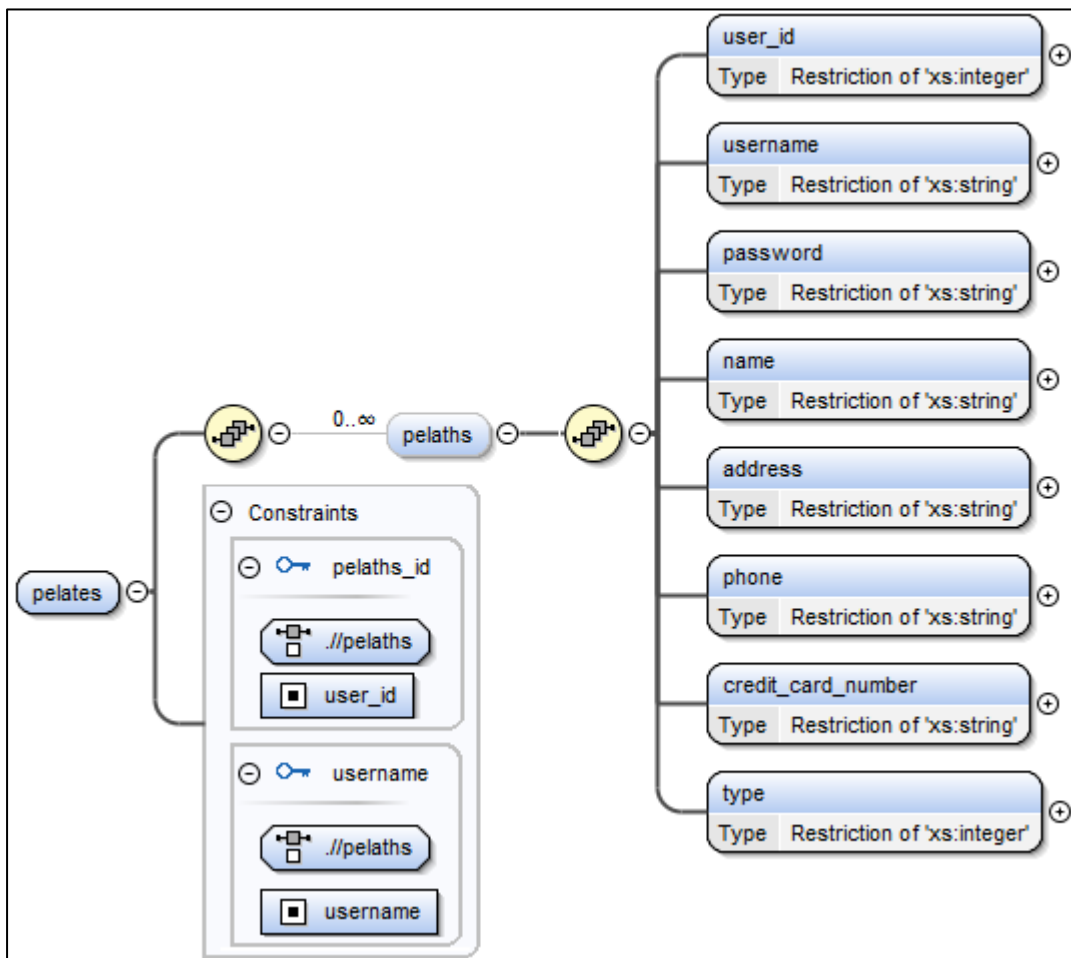 user_id
Type Restriction of 'xs:integer'
username
Type Restriction of 'xs:string'
password
Type Restriction of 'xs:string'
name
Type Restriction of 'xs:string'
0..∞
pelaths
address
Type Restriction of 'xs:string'
Constraints
pelaths_id
phone
Type Restriction of 'xs:string'
pelates
.//pelaths
user_id
credit_card_number
Type Restriction of 'xs:string'
username
type
Type Restriction of 'xs:integer'
.//pelaths
username